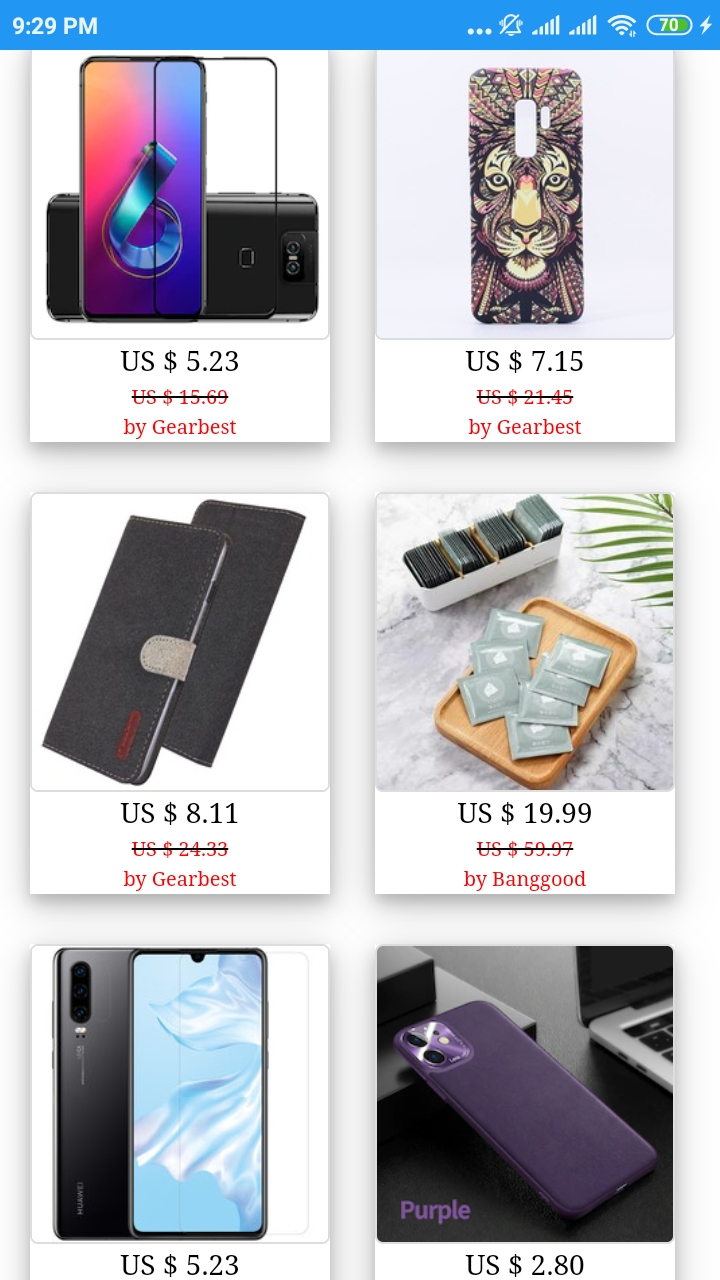 9:29 PM
70
US $ 5.23
US $ 15.69
by Gearbest
US $ 7.15
US $ 21.45
by Gearbest
US $ 8.11
US $ 24.33
by Gearbest
US $ 19.99
US $ 59.97
by Banggood
HUAWEI
Purple
US $ 5.23
US $ 2.80